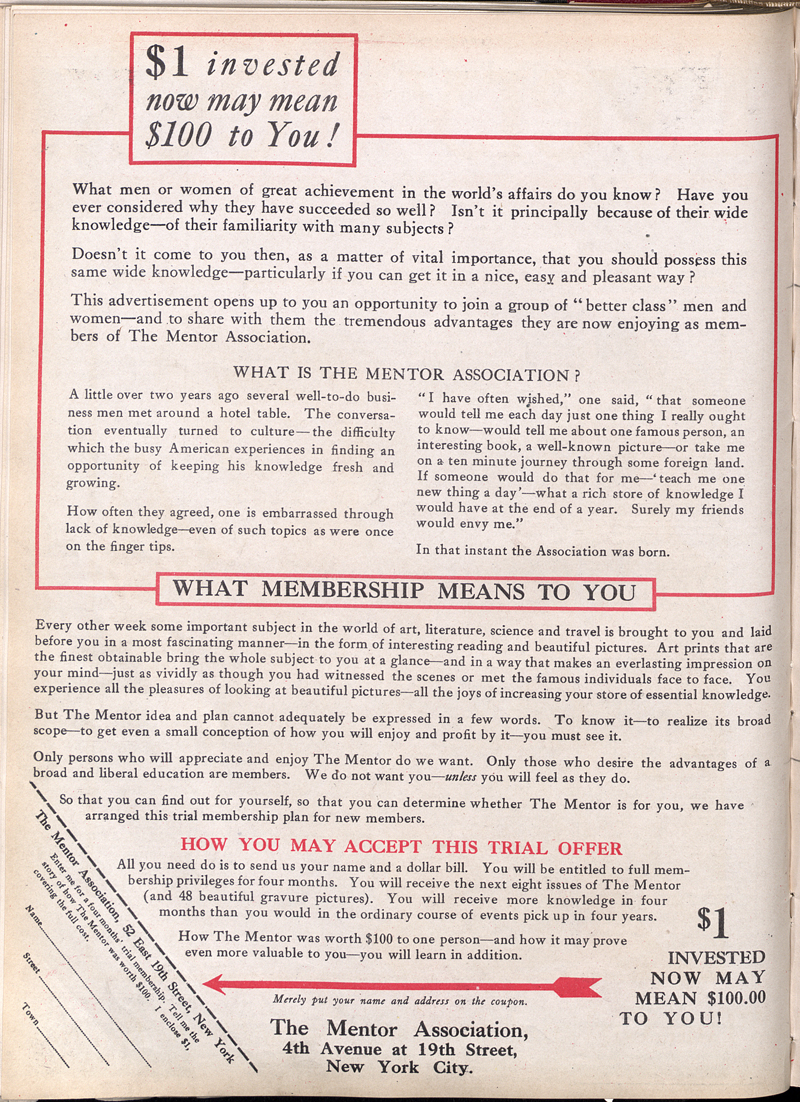 $1 invested
now may mean
$100 to You!
What men or women of great achievement in the world's affairs do you know? Have you
ever considered why they have succeeded so well? Isn't it principally because of their wide
knowledge—of their familiarity with many subjects?
Doesn't it come to you then, as a matter of vital importance, that you should possess this
same wide knowledge—particularly if you can get it in a nice, easy and pleasant way?
This advertisement opens up to you an opportunity to join a group of "better class" men and
women—and to share with them the tremendous advantages they are now enjoying as mem-
bers of The Mentor Association.
WHAT IS THE MENTOR ASSOCIATION?
A little over two years ago several well-to-do busi-
ness men met around a hotel table. The conversa-
tion eventually turned to culture—the difficulty
which the busy American experiences in finding an
opportunity of keeping his knowledge fresh and
growing.
How often they agreed, one is embarrassed through
lack of knowledge—even of such topics as were once
on the finger tips.
"I have often wished," one said, "that someone
would tell me each day just one thing I really ought
to know—would tell me about one famous person, an
interesting book, a well-known picture—or take me
on a ten minute journey through some foreign land.
If someone would do that for me—'teach me one
new thing a day'—what a rich store of knowledge I
would have at the end of a year. Surely my friends
would envy me."
In that instant the Association was born.
WHAT MEMBERSHIP MEANS TO YOU
Every other week some important subject in the world of art, literature, science and travel is brought to you and laid
before you in a most fascinating manner—in the form of interesting reading and beautiful pictures. Art prints that are
the finest obtainable bring the whole subject to you at a glance—and in a way that makes an everlasting impression on
your mind—just as vividly as though you had witnessed the scenes or met the famous individuals face to face. You
experience all the pleasures of looking at beautiful pictures—all the joys of increasing your store of essential knowledge.
But The Mentor idea and plan cannot adequately be expressed in a few words. To know it—to realize its broad
scope—to get even a small conception of how you will enjoy and profit by it—you must see it.
Only persons who will appreciate and enjoy The Mentor do we want. Only those who desire the advantages of a
broad and liberal education are members. We do not want you—unless you will feel as they do.
So that you can find out for yourself, so that you can determine whether The Mentor is for you, we have
arranged this trial membership plan for new members.
HOW YOU MAY ACCEPT THIS TRIAL OFFER
All you need do is to send us your name and a dollar bill. You will be entitled to full mem-
bership privileges for four months. You will receive the next eight issues of The Mentor
(and 48 beautiful gravure pictures). You will receive more knowledge in four
months than you would in the ordinary course of events pick up in four years.
How The Mentor was worth $100 to one person—and how it may prove
even more valuable to you—you will learn in addition.
Merely put your name and address on the coupon.
The Mentor Association,
4th Avenue at 19th Street,
New York City.
$1
INVESTED
NOW MAY
MEAN $100.00
TO YOU!
The Mentor Association, 52 East 19th Street, New York
Enter me for a four months' trial membership. Tell me the
story of how The Mentor was worth $100. I enclose $1,
covering the full cost.
Name
Street
Town